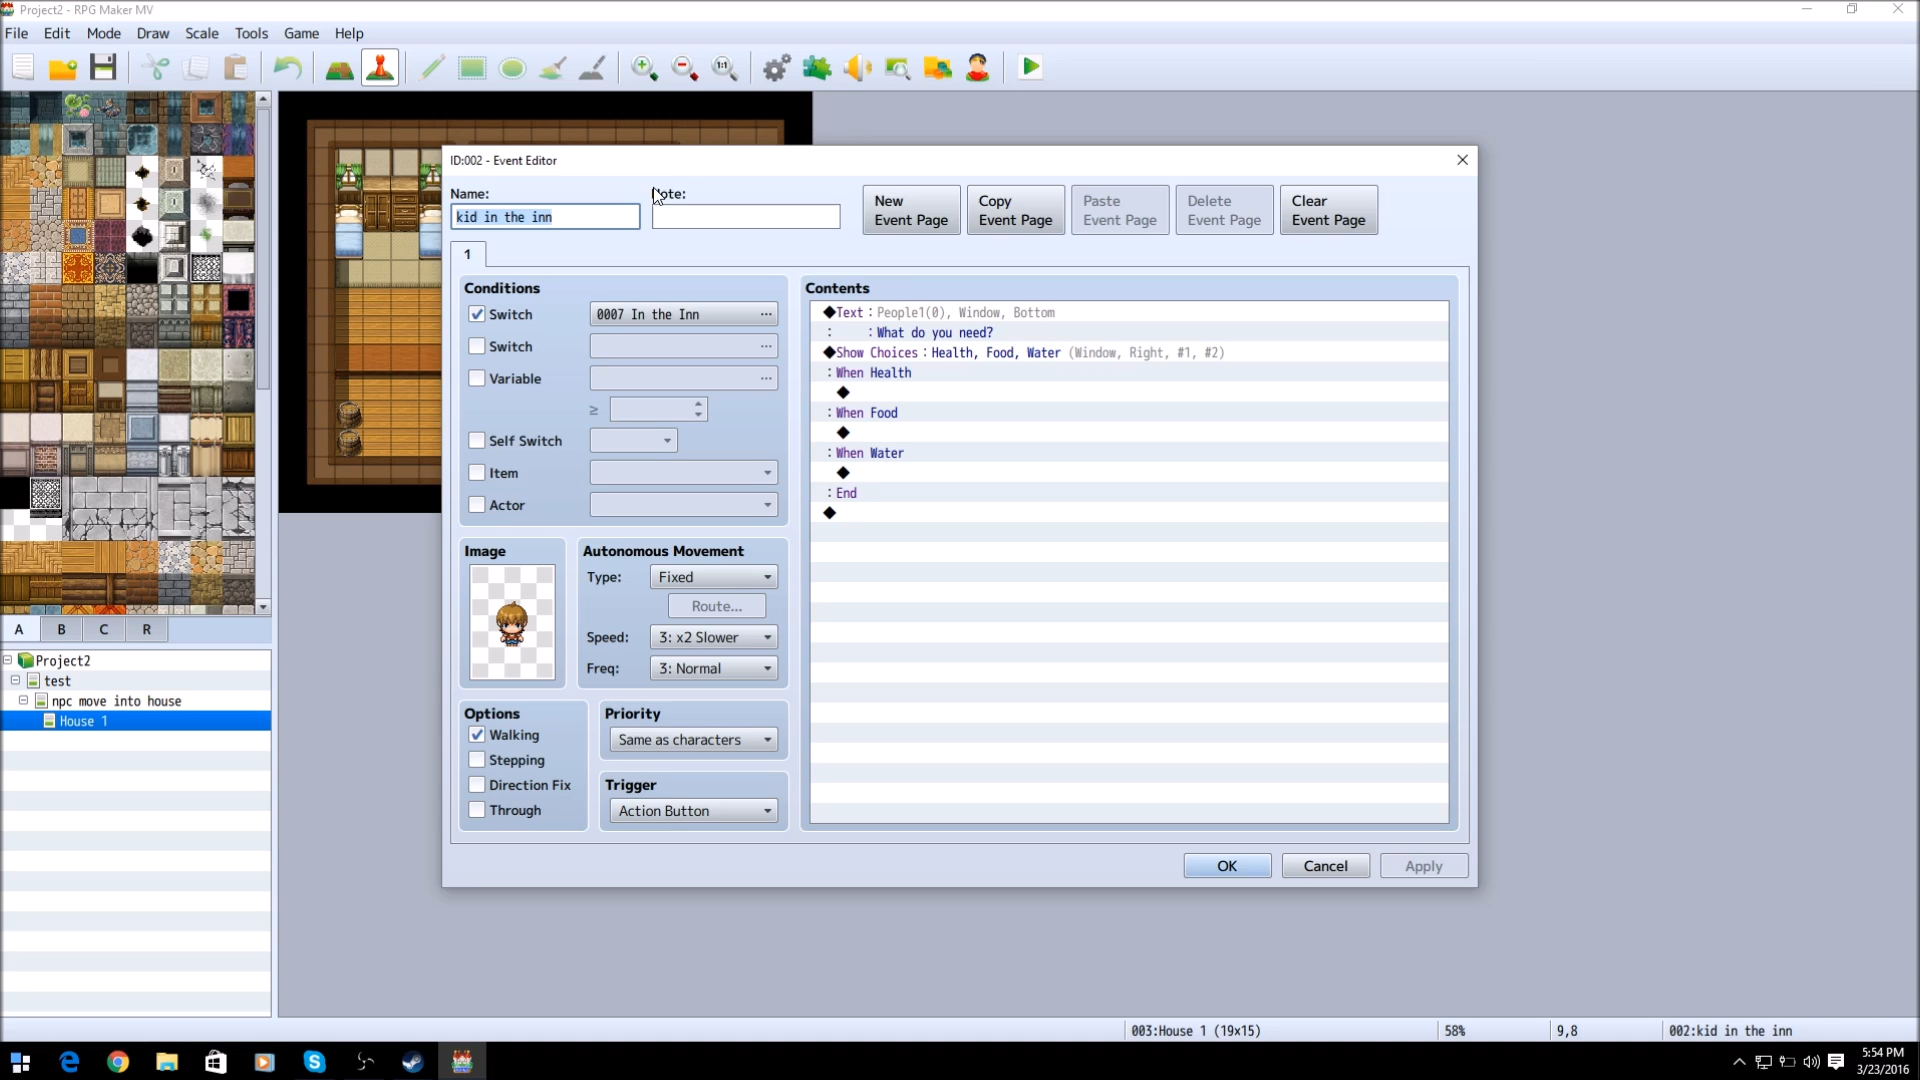 Project2 - RPG Maker MV
File Edit Mode Draw Scale Tools Game Help
1:1
ID:002 - Event Editor
Name:
ote:
kid in the inn
New
Event Page
Copy
Event Page
Paste
Event Page
Delete
Event Page
Clear
Event Page
1
Conditions
Switch 0007 In the Inn ...
Switch ...
Variable ...
≥
Self Switch
Item
Actor
Image
Autonomous Movement
Type: Fixed
Route...
Speed: 3: x2 Slower
Freq: 3: Normal
Options
Walking
Stepping
Direction Fix
Through
Priority
Same as characters
Trigger
Action Button
Contents
◆Text : People1(0), Window, Bottom
: : What do you need?
◆Show Choices : Health, Food, Water (Window, Right, #1, #2)
: When Health
◆
: When Food
◆
: When Water
◆
: End
◆
OK Cancel Apply
A B C R
Project2
test
npc move into house
House 1
003:House 1 (19x15) 58% 9,8 002:kid in the inn
5:54 PM
3/23/2016